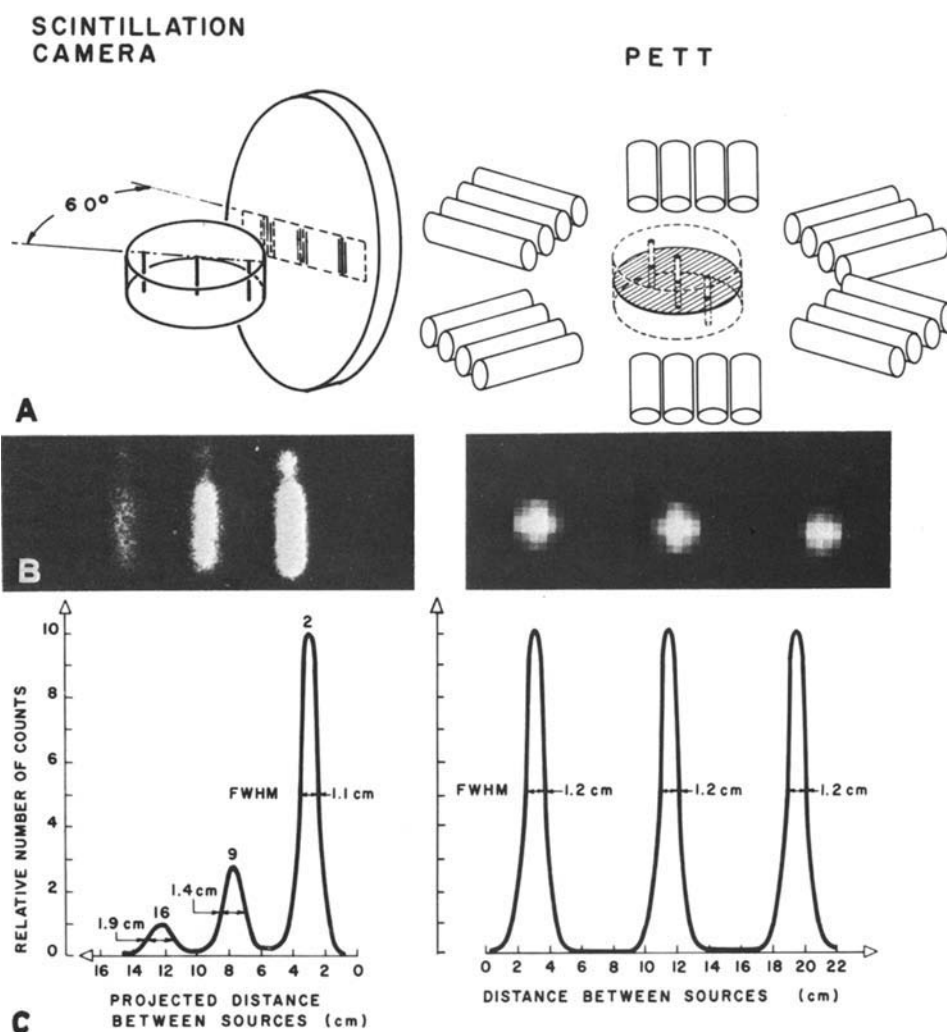 SCINTILLATION
CAMERA
PETT
60°
A
B
RELATIVE NUMBER OF COUNTS
10
8
6
4
2
0
2
9
16
FWHM
1.1 cm
1.4 cm
1.9 cm
16 14 12 10 8 6 4 2 0
PROJECTED DISTANCE
BETWEEN SOURCES (cm)
FWHM
1.2 cm
1.2 cm
1.2 cm
0 2 4 6 8 10 12 14 16 18 20 22
DISTANCE BETWEEN SOURCES (cm)
C